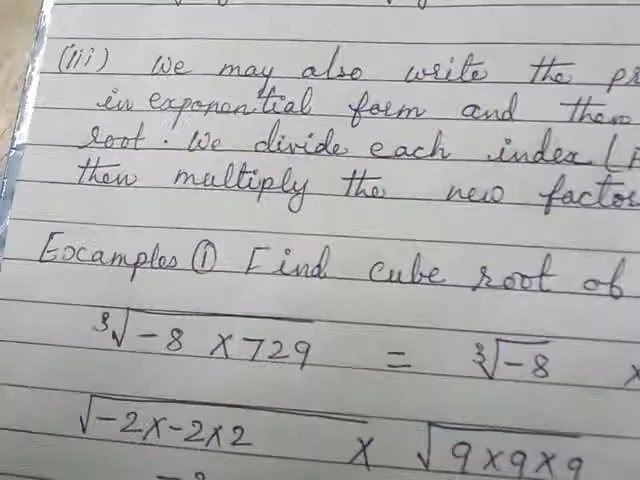 (iii) We may also write the pr
in exponential form and then
root. We divide each index (
then multiply the new factor
Examples ① Find cube root of
∛-8 × 729 = ∛-8 ×
√-2×-2×2 × √9×9×9